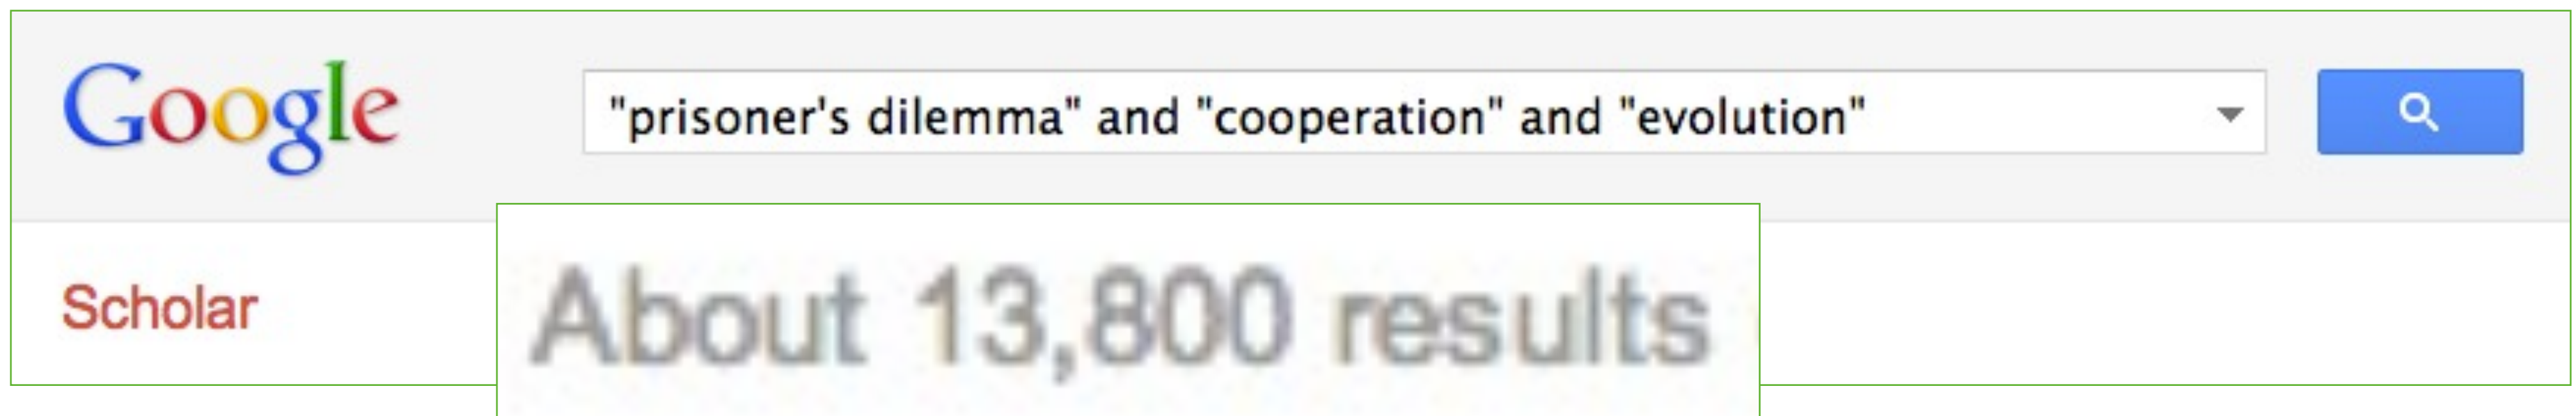 Google
"prisoner's dilemma" and "cooperation" and "evolution"
Scholar
About 13,800 results